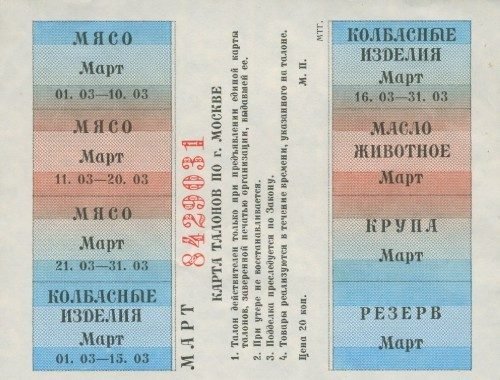 МЯСО
Март
01. 03—10. 03
МЯСО
Март
11. 03—20. 03
МЯСО
Март
21. 03—31. 03
КОЛБАСНЫЕ
ИЗДЕЛИЯ
Март
01. 03—15. 03
МАРТ
8429031
КАРТА ТАЛОНОВ ПО г. МОСКВЕ
1. Талон действителен только при предъявлении единой карты
талонов, заверенной печатью организации, выдавшей ее.
2. При утере не восстанавливается.
3. Подделка преследуется по Закону.
4. Товары реализуются в течение времени, указанного на талоне.
Цена 20 коп.
М. П.
МТГ.
КОЛБАСНЫЕ
ИЗДЕЛИЯ
Март
16. 03—31. 03
МАСЛО
ЖИВОТНОЕ
Март
КРУПА
Март
РЕЗЕРВ
Март